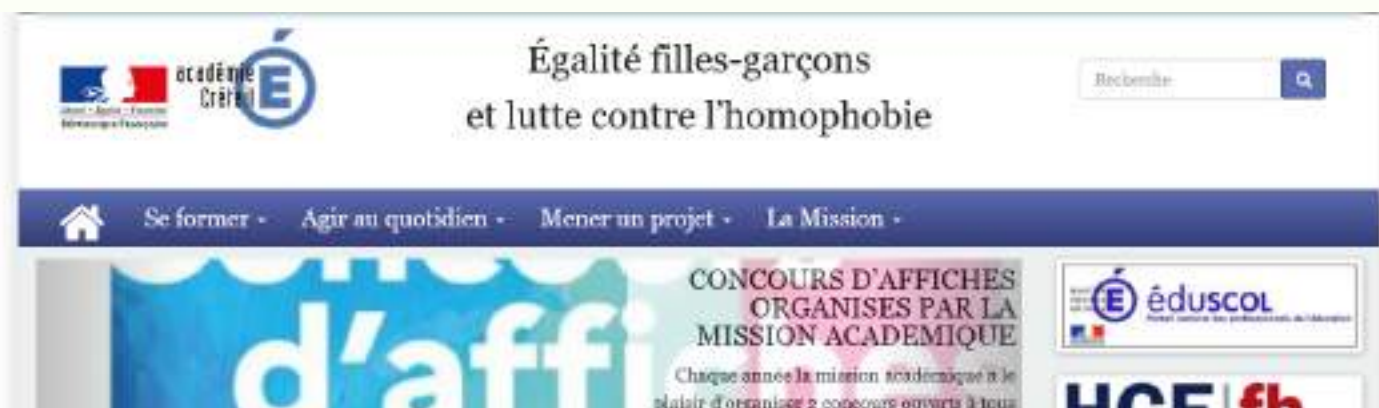 académie
Créteil
É
Égalité filles-garçons
et lutte contre l'homophobie
Recherche
Se former
Agir au quotidien
Mener un projet
La Mission
d'affiches
CONCOURS D'AFFICHES
ORGANISES PAR LA
MISSION ACADEMIQUE
Chaque année la mission académique a le
plaisir d'organiser 2 concours ouverts à tous
É éduSCOL
HCE fh